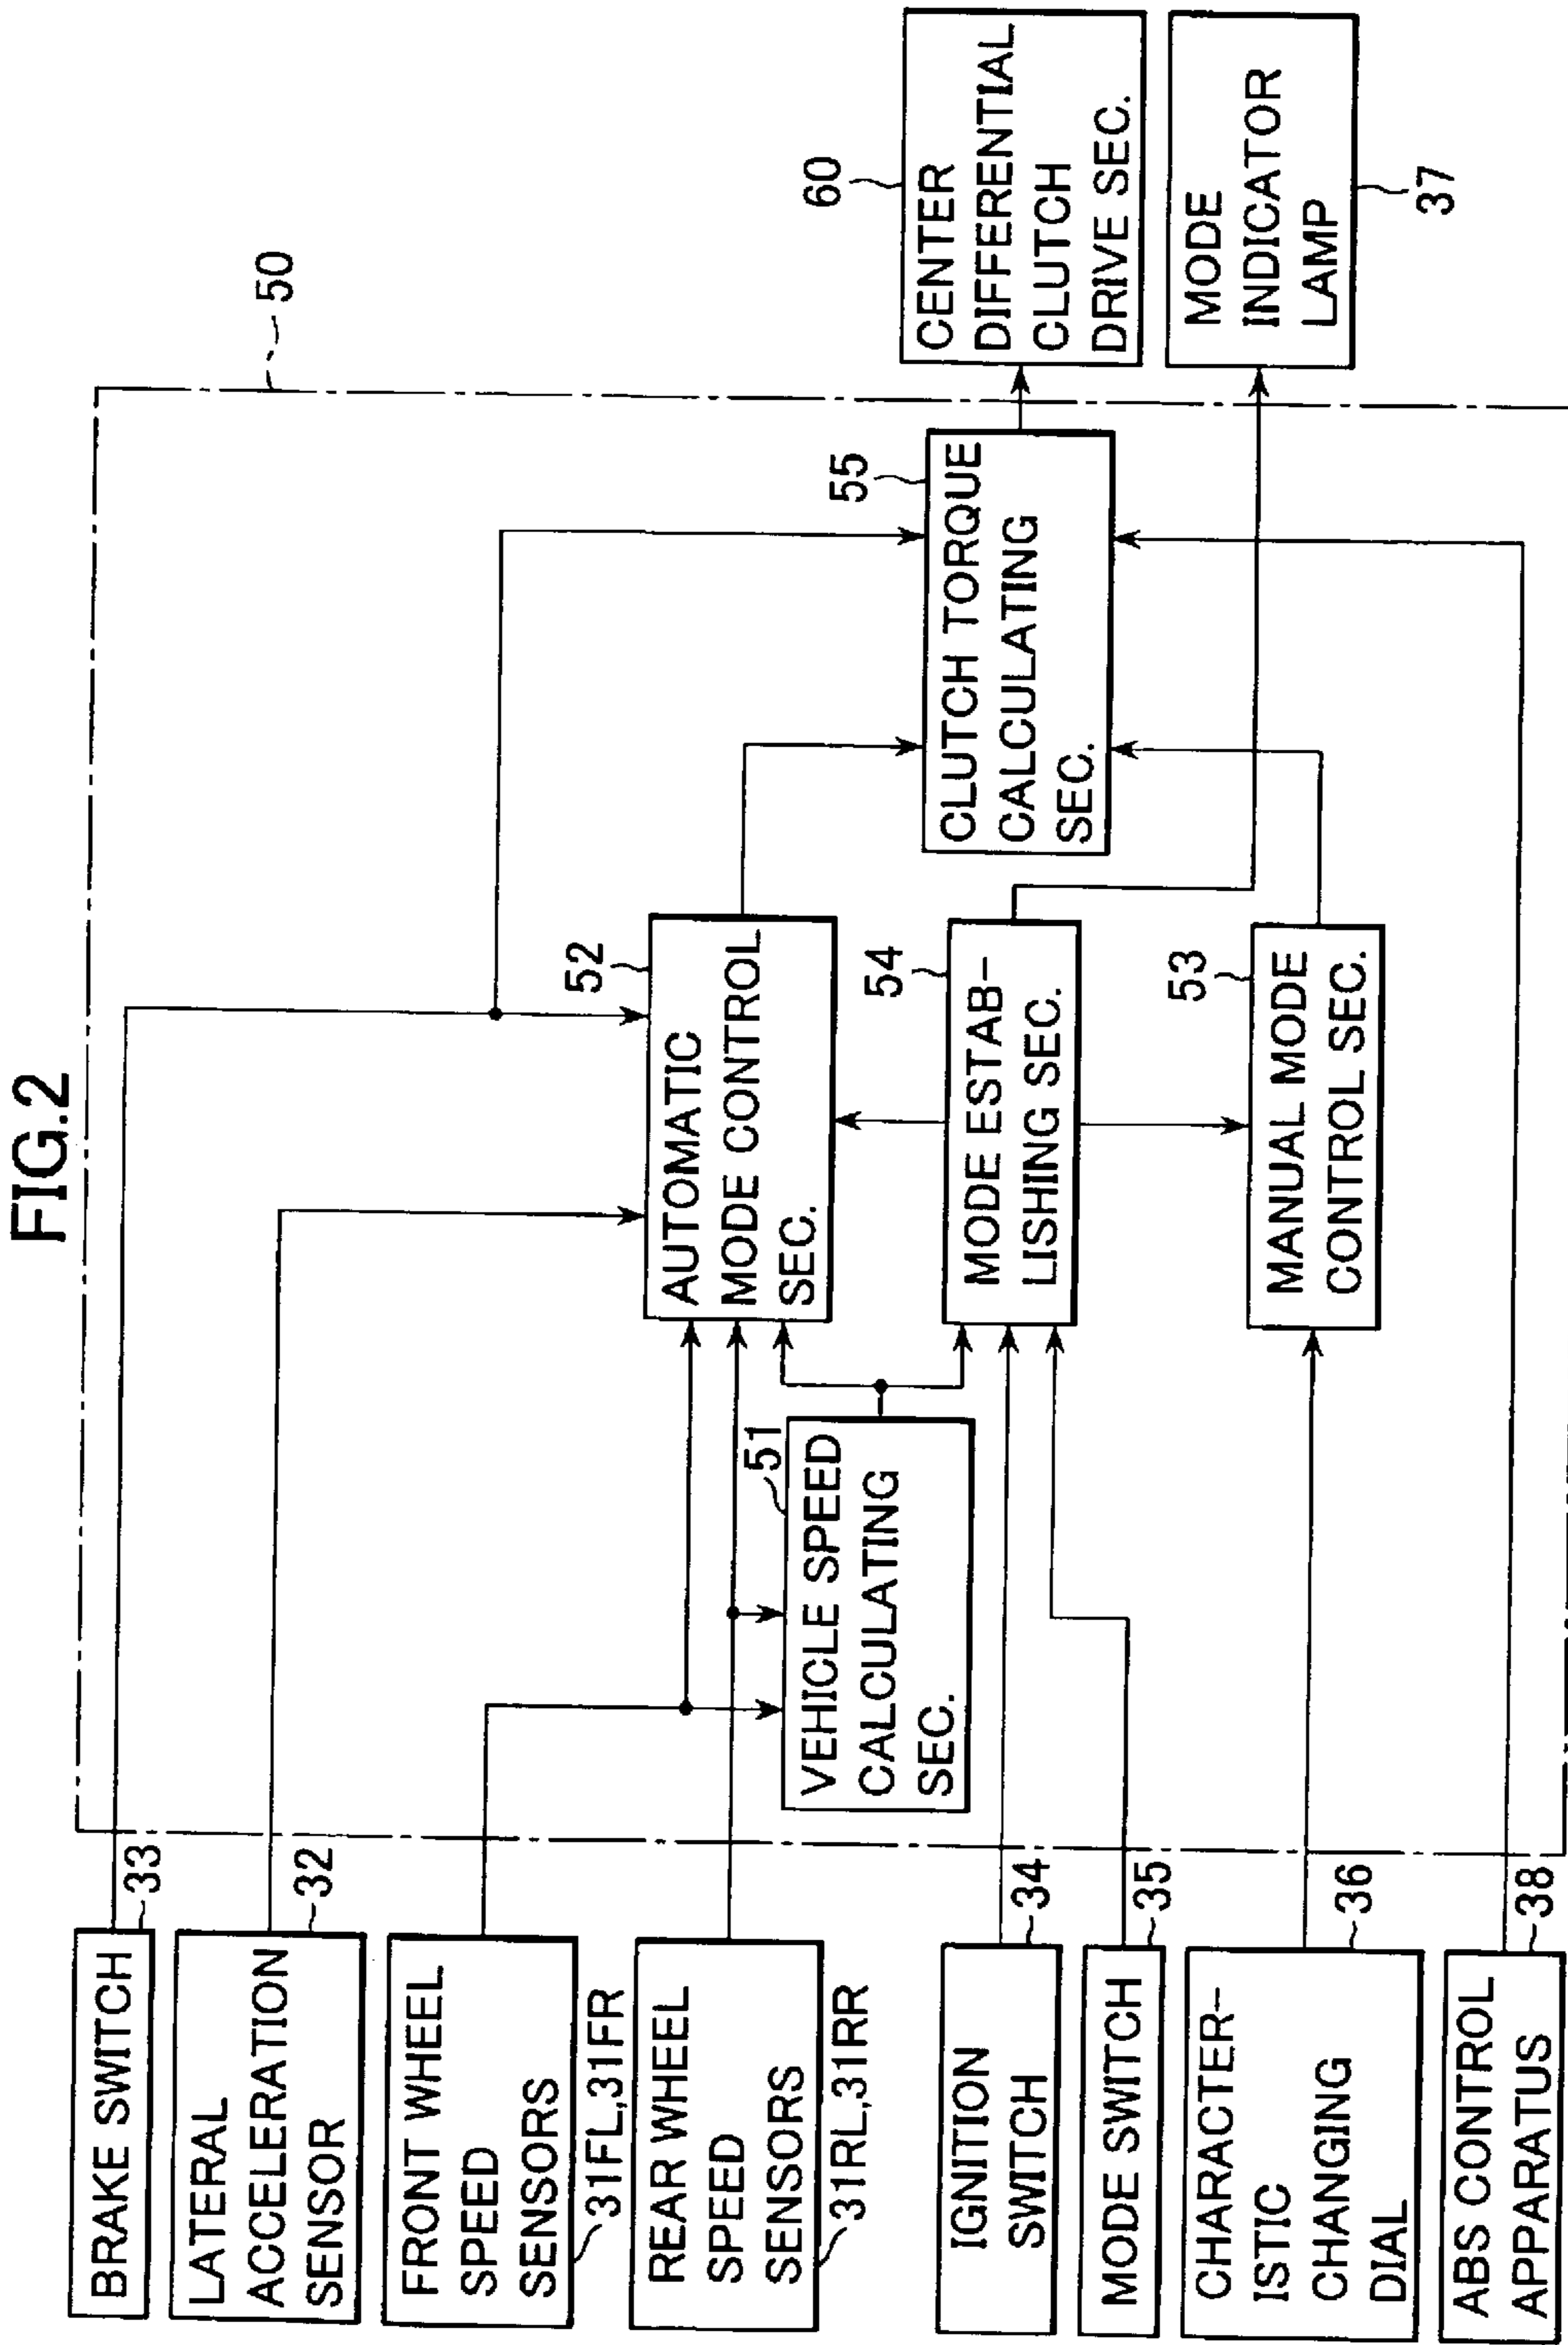 FIG.2
50
BRAKE SWITCH
33
LATERAL
ACCELERATION
SENSOR
32
FRONT WHEEL
SPEED
SENSORS
31FL,31FR
REAR WHEEL
SPEED
SENSORS
31RL,31RR
IGNITION
SWITCH
34
MODE SWITCH
35
CHARACTER-
ISTIC
CHANGING
DIAL
36
ABS CONTROL
APPARATUS
38
VEHICLE SPEED
CALCULATING
SEC.
51
AUTOMATIC
MODE CONTROL
SEC.
52
MODE ESTAB-
LISHING SEC.
54
MANUAL MODE
CONTROL SEC.
53
CLUTCH TORQUE
CALCULATING
SEC.
55
CENTER
DIFFERENTIAL
CLUTCH
DRIVE SEC.
60
MODE
INDICATOR
LAMP
37